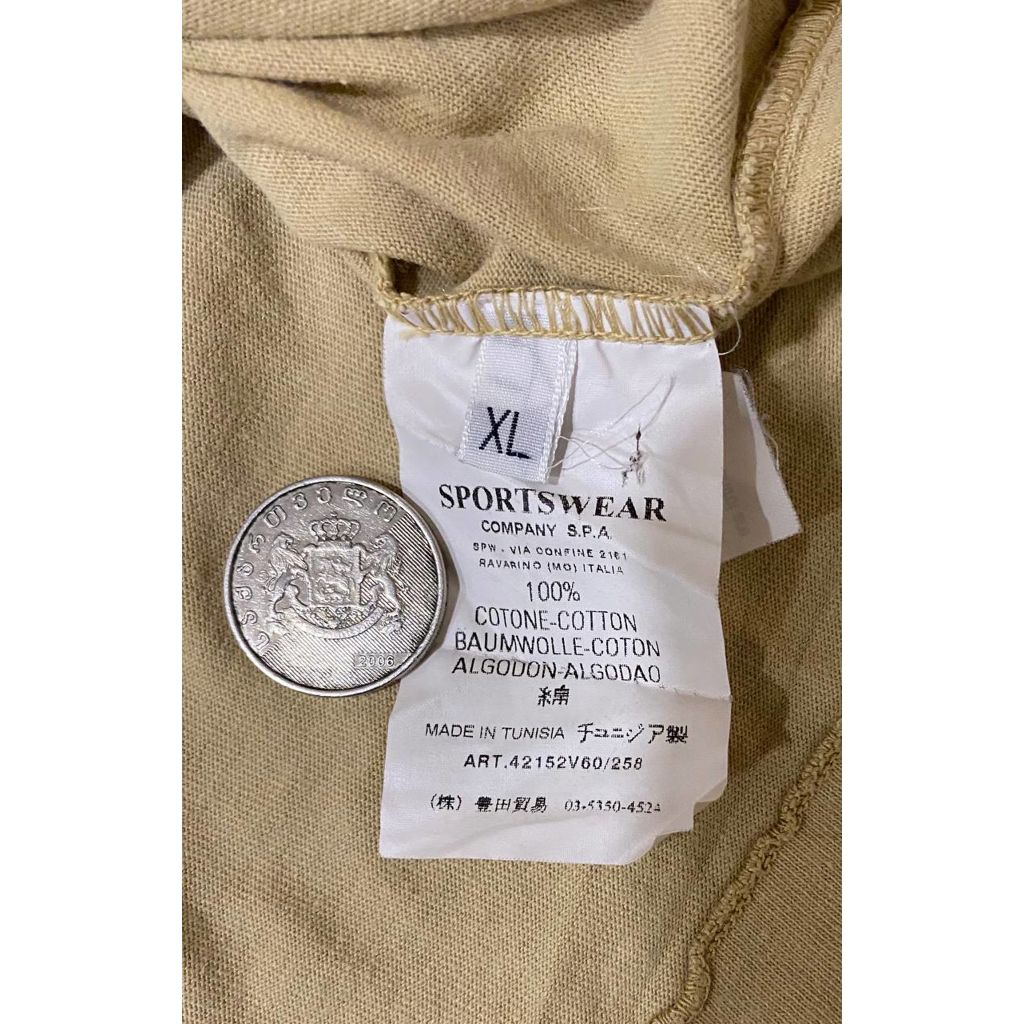 XL
SPORTSWEAR
COMPANY S.P.A.
SPW - VIA CONFINE 2161
RAVARINO (MO) ITALIA
100%
COTONE-COTTON
BAUMWOLLE-COTON
ALGODON-ALGODAO
綿
MADE IN TUNISIA チュニジア製
ART.42152V60/258
(株) 豊田貿易 03-5350-4524
2006